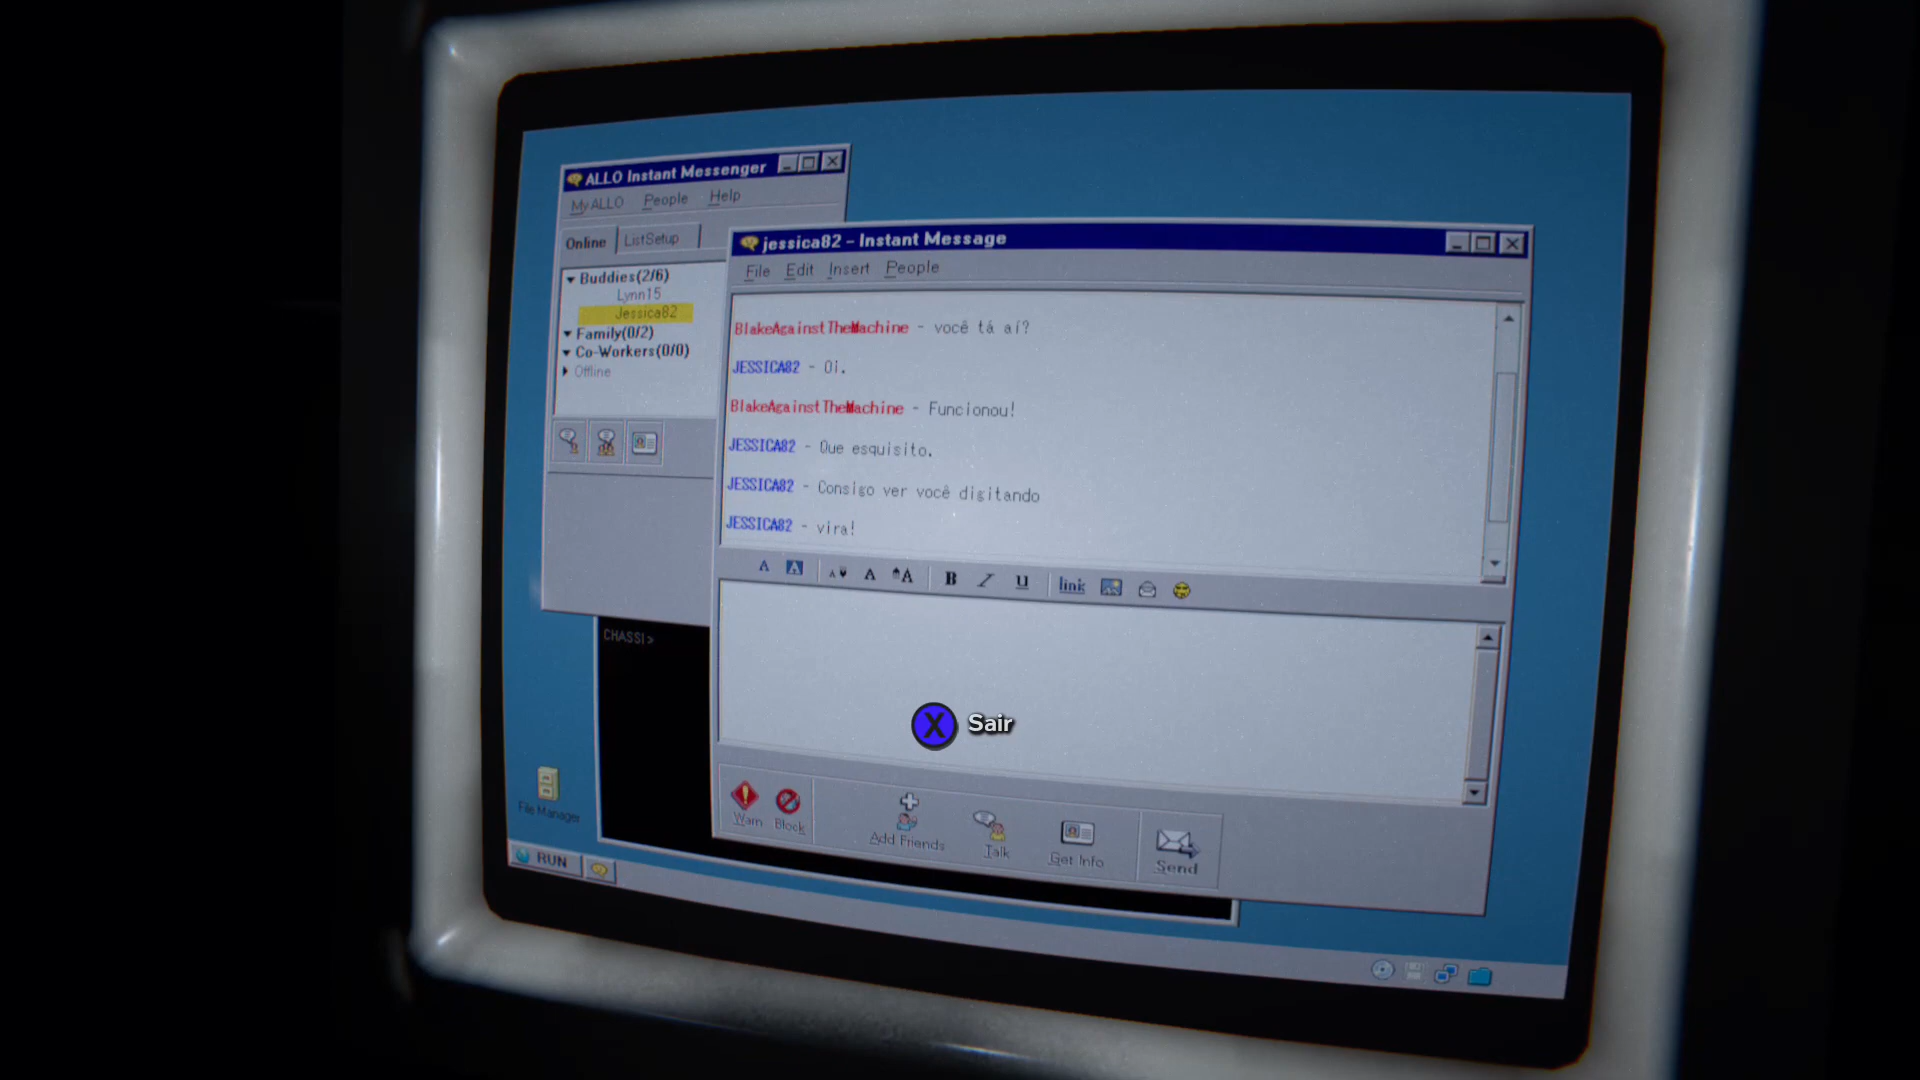 ALLO Instant Messenger
My ALLO People Help
Online List Setup
Buddies(2/6)
Lynn15
Jessica82
Family(0/2)
Co-Workers(0/0)
Offline
jessica82 - Instant Message
File Edit Insert People
BlakeAgainstTheMachine - você tá aí?
JESSICA82 - Oi.
BlakeAgainstTheMachine - Funcionou!
JESSICA82 - Que esquisito.
JESSICA82 - Consigo ver você digitando
JESSICA82 - vira!
A A A A A B I U link
CHASSI>
X Sair
Warn Block Add Friends Talk Get Info Send
File Manager
RUN